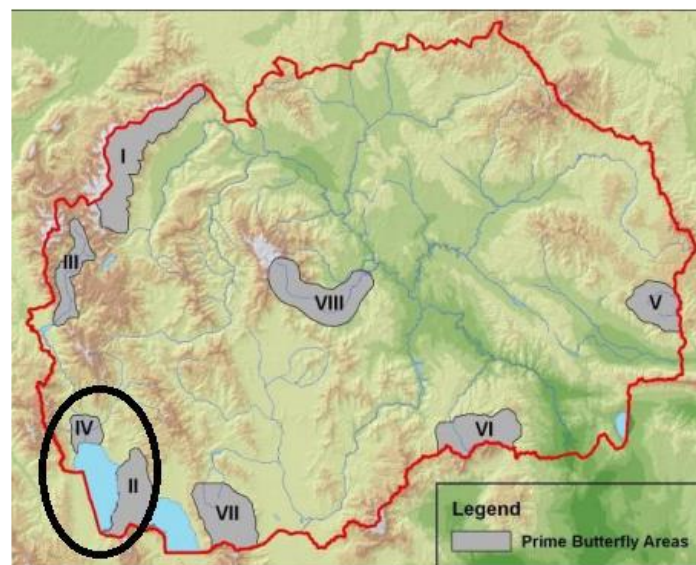 I
III
VIII
V
IV
VI
II
VII
Legend
Prime Butterfly Areas